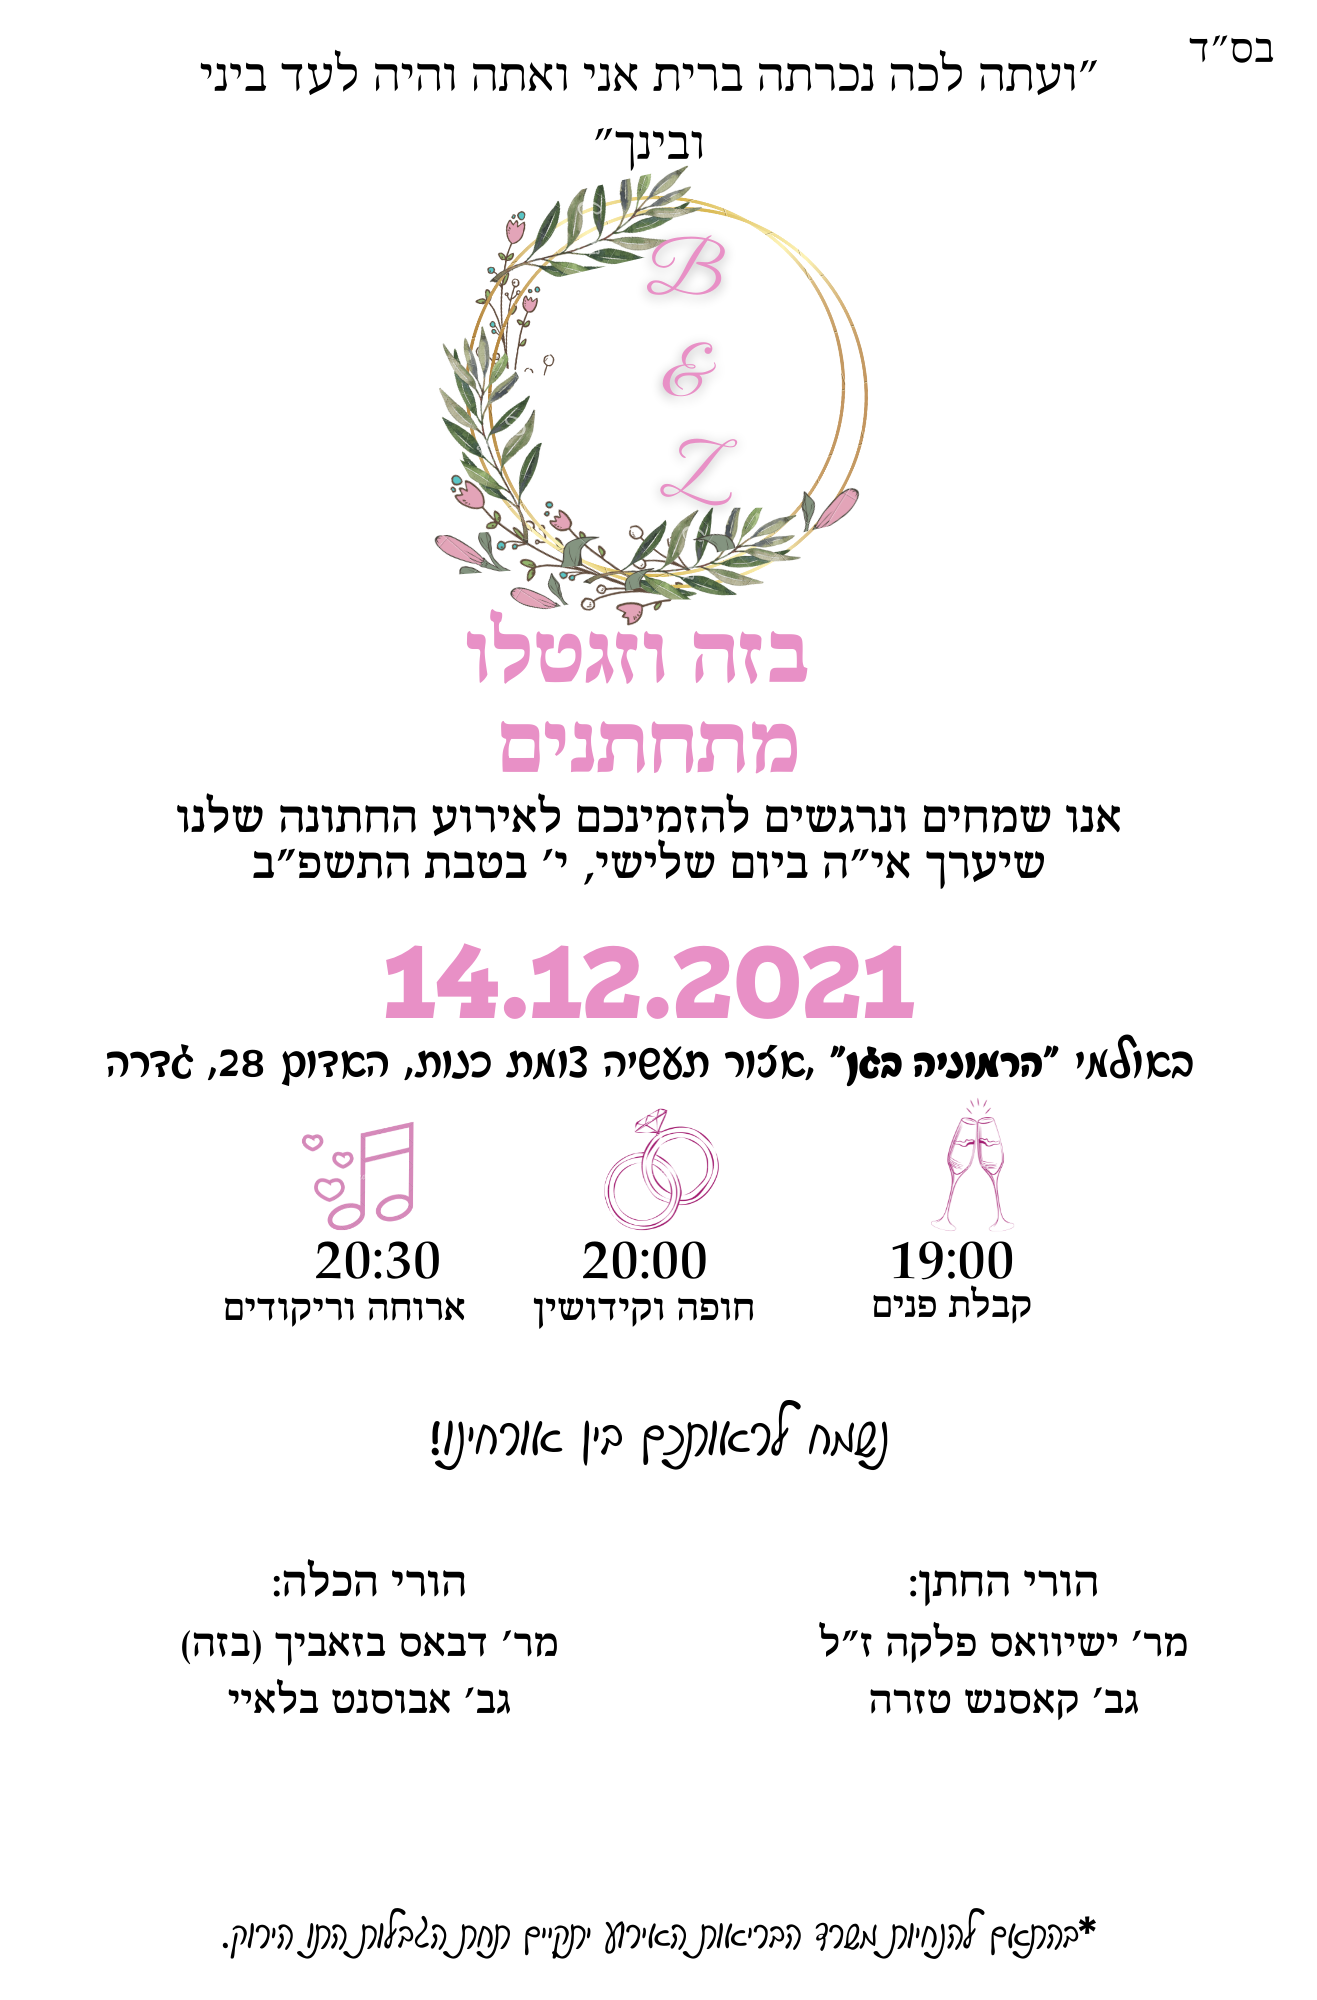 בס״ד
״ועתה לכה נכרתה ברית אני ואתה והיה לעד ביני
ובינך״
B
&
Z
בזה וזגטלו
מתחתנים
אנו שמחים ונרגשים להזמינכם לאירוע החתונה שלנו
שיערך אי״ה ביום שלישי, י׳ בטבת התשפ״ב
14.12.2021
באולמי "הרמוניה בגן" ,אזור תעשיה צומת כנות, האדום 28, גדרה
19:00 20:00 20:30
קבלת פנים חופה וקידושין ארוחה וריקודים
נשמח לראותכם בין אורחינו!
הורי החתן: הורי הכלה:
מר׳ ישיוואס פלקה ז״ל מר׳ דבאס בזאביך (בזה)
גב׳ קאסנש טזרה גב׳ אבוסנט בלאיי
*בהתאם להנחיות משרד הבריאות האירוע יתקיים תחת הגבלות התו הירוק.